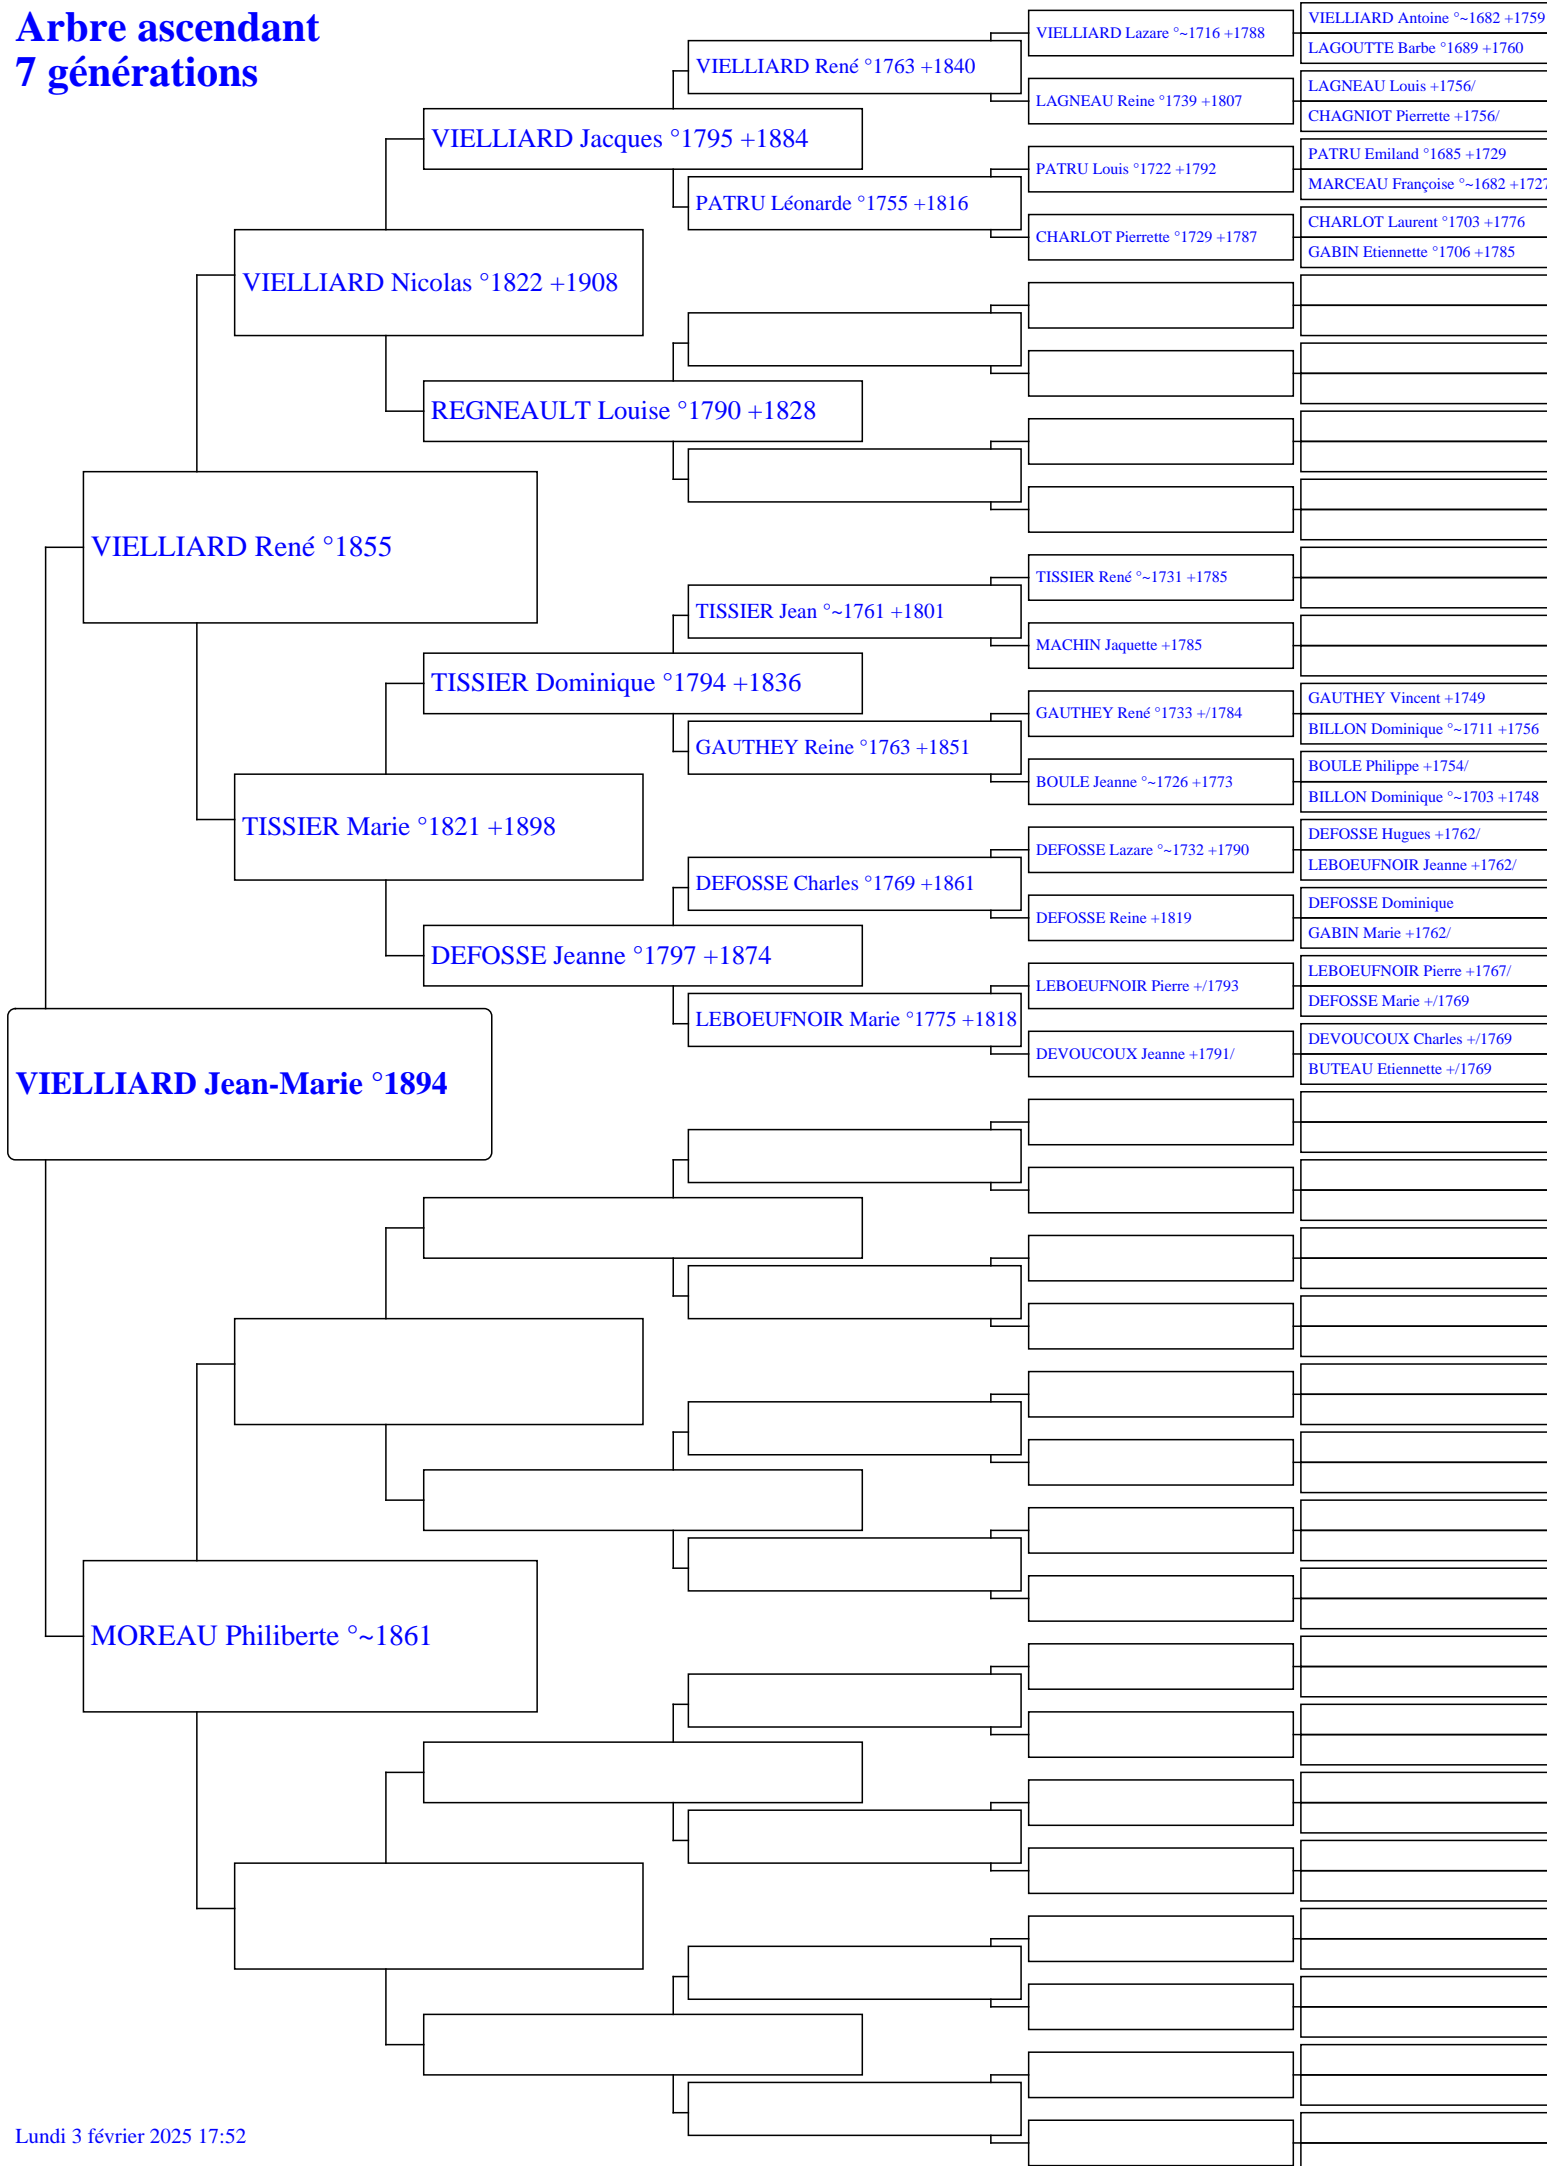 Arbre ascendant
7 générations
VIELLIARD Jean-Marie °1894
VIELLIARD René °1855
MOREAU Philiberte °~1861
VIELLIARD Nicolas °1822 +1908
TISSIER Marie °1821 +1898
VIELLIARD Jacques °1795 +1884
REGNEAULT Louise °1790 +1828
TISSIER Dominique °1794 +1836
DEFOSSE Jeanne °1797 +1874
VIELLIARD René °1763 +1840
PATRU Léonarde °1755 +1816
TISSIER Jean °~1761 +1801
GAUTHEY Reine °1763 +1851
DEFOSSE Charles °1769 +1861
LEBOEUFNOIR Marie °1775 +1818
VIELLIARD Lazare °~1716 +1788
LAGNEAU Reine °1739 +1807
PATRU Louis °1722 +1792
CHARLOT Pierrette °1729 +1787
TISSIER René °~1731 +1785
MACHIN Jaquette +1785
GAUTHEY René °1733 +/1784
BOULE Jeanne °~1726 +1773
DEFOSSE Lazare °~1732 +1790
DEFOSSE Reine +1819
LEBOEUFNOIR Pierre +/1793
DEVOUCOUX Jeanne +1791/
VIELLIARD Antoine °~1682 +1759
LAGOUTTE Barbe °1689 +1760
LAGNEAU Louis +1756/
CHAGNIOT Pierrette +1756/
PATRU Emiland °1685 +1729
MARCEAU Françoise °~1682 +1727
CHARLOT Laurent °1703 +1776
GABIN Etiennette °1706 +1785
GAUTHEY Vincent +1749
BILLON Dominique °~1711 +1756
BOULE Philippe +1754/
BILLON Dominique °~1703 +1748
DEFOSSE Hugues +1762/
LEBOEUFNOIR Jeanne +1762/
DEFOSSE Dominique
GABIN Marie +1762/
LEBOEUFNOIR Pierre +1767/
DEFOSSE Marie +/1769
DEVOUCOUX Charles +/1769
BUTEAU Etiennette +/1769
Lundi 3 février 2025 17:52